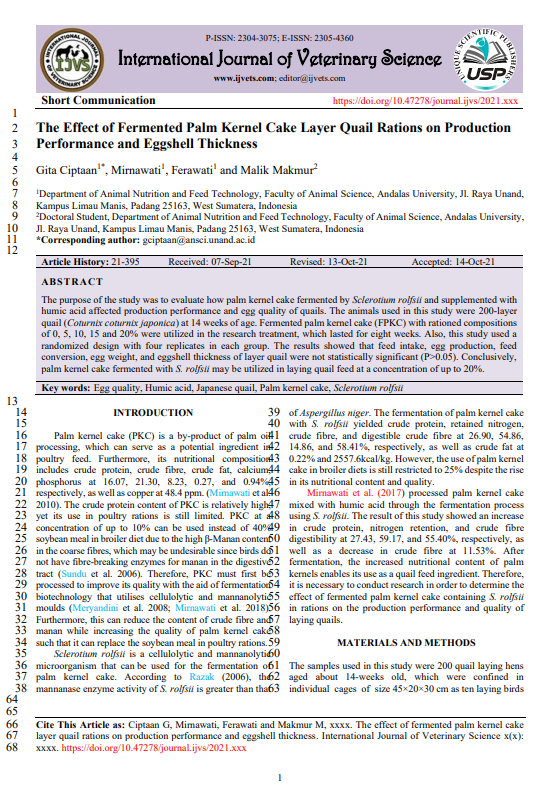 P-ISSN: 2304-3075; E-ISSN: 2305-4360
International Journal of Veterinary Science
www.ijvets.com; editor@ijvets.com
INTERNATIONAL JOURNAL OF VETERINARY SCIENCE
IJVS
UNIQUE SCIENTIFIC PUBLISHERS
USP
Short Communication
https://doi.org/10.47278/journal.ijvs/2021.xxx
1
2 The Effect of Fermented Palm Kernel Cake Layer Quail Rations on Production
3 Performance and Eggshell Thickness
4
5 Gita Ciptaan1*, Mirnawati1, Ferawati1 and Malik Makmur2
6
7 1Department of Animal Nutrition and Feed Technology, Faculty of Animal Science, Andalas University, Jl. Raya Unand,
8 Kampus Limau Manis, Padang 25163, West Sumatera, Indonesia
9 2Doctoral Student, Department of Animal Nutrition and Feed Technology, Faculty of Animal Science, Andalas University,
10 Jl. Raya Unand, Kampus Limau Manis, Padang 25163, West Sumatera, Indonesia
11 *Corresponding author: gciptaan@ansci.unand.ac.id
12
Article History: 21-395 Received: 07-Sep-21 Revised: 13-Oct-21 Accepted: 14-Oct-21
ABSTRACT
The purpose of the study was to evaluate how palm kernel cake fermented by Sclerotium rolfsii and supplemented with
humic acid affected production performance and egg quality of quails. The animals used in this study were 200-layer
quail (Coturnix coturnix japonica) at 14 weeks of age. Fermented palm kernel cake (FPKC) with rationed compositions
of 0, 5, 10, 15 and 20% were utilized in the research treatment, which lasted for eight weeks. Also, this study used a
randomized design with four replicates in each group. The results showed that feed intake, egg production, feed
conversion, egg weight, and eggshell thickness of layer quail were not statistically significant (P>0.05). Conclusively,
palm kernel cake fermented with S. rolfsii may be utilized in laying quail feed at a concentration of up to 20%.
Key words: Egg quality, Humic acid, Japanese quail, Palm kernel cake, Sclerotium rolfsii
13
14 INTRODUCTION
15
16 Palm kernel cake (PKC) is a by-product of palm oil
17 processing, which can serve as a potential ingredient in
18 poultry feed. Furthermore, its nutritional composition
19 includes crude protein, crude fibre, crude fat, calcium,
20 phosphorus at 16.07, 21.30, 8.23, 0.27, and 0.94%,
21 respectively, as well as copper at 48.4 ppm. (Mirnawati et al.
22 2010). The crude protein content of PKC is relatively high,
23 yet its use in poultry rations is still limited. PKC at a
24 concentration of up to 10% can be used instead of 40%
25 soybean meal in broiler diet due to the high β-Manan content
26 in the coarse fibres, which may be undesirable since birds do
27 not have fibre-breaking enzymes for manan in the digestive
28 tract (Sundu et al. 2006). Therefore, PKC must first be
29 processed to improve its quality with the aid of fermentation
30 biotechnology that utilises cellulolytic and mannanolytic
31 moulds (Meryandini et al. 2008; Mirnawati et al. 2018).
32 Furthermore, this can reduce the content of crude fibre and
33 manan while increasing the quality of palm kernel cake
34 such that it can replace the soybean meal in poultry rations.
35 Sclerotium rolfsii is a cellulolytic and mannanolytic
36 microorganism that can be used for the fermentation of
37 palm kernel cake. According to Razak (2006), the
38 mannanase enzyme activity of S. rolfsii is greater than that
39 of Aspergillus niger. The fermentation of palm kernel cake
40 with S. rolfsii yielded crude protein, retained nitrogen,
41 crude fibre, and digestible crude fibre at 26.90, 54.86,
42 14.86, and 58.41%, respectively, as well as crude fat at
43 0.22% and 2557.6kcal/kg. However, the use of palm kernel
44 cake in broiler diets is still restricted to 25% despite the rise
45 in its nutritional content and quality.
46 Mirnawati et al. (2017) processed palm kernel cake
47 mixed with humic acid through the fermentation process
48 using S. rolfsii. The result of this study showed an increase
49 in crude protein, nitrogen retention, and crude fibre
50 digestibility at 27.43, 59.17, and 55.40%, respectively, as
51 well as a decrease in crude fibre at 11.53%. After
52 fermentation, the increased nutritional content of palm
53 kernels enables its use as a quail feed ingredient. Therefore,
54 it is necessary to conduct research in order to determine the
55 effect of fermented palm kernel cake containing S. rolfsii
56 in rations on the production performance and quality of
57 laying quails.
58
59 MATERIALS AND METHODS
60
61 The samples used in this study were 200 quail laying hens
62 aged about 14-weeks old, which were confined in
63 individual cages of size 45×20×30 cm as ten laying birds
64
65
66 Cite This Article as: Ciptaan G, Mirnawati, Ferawati and Makmur M, xxxx. The effect of fermented palm kernel cake
67 layer quail rations on production performance and eggshell thickness. International Journal of Veterinary Science x(x):
68 xxxx. https://doi.org/10.47278/journal.ijvs/2021.xxx
1